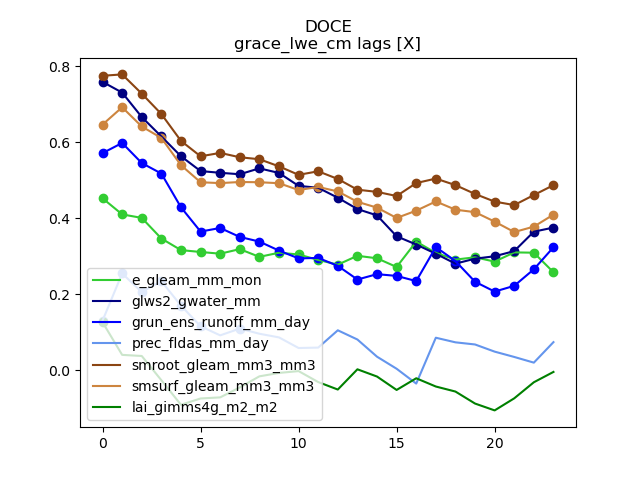 DOCE
grace_lwe_cm lags [X]
0.8
0.6
0.4
0.2
0.0
e_gleam_mm_mon
glws2_gwater_mm
grun_ens_runoff_mm_day
prec_fldas_mm_day
smroot_gleam_mm3_mm3
smsurf_gleam_mm3_mm3
lai_gimms4g_m2_m2
0 5 10 15 20